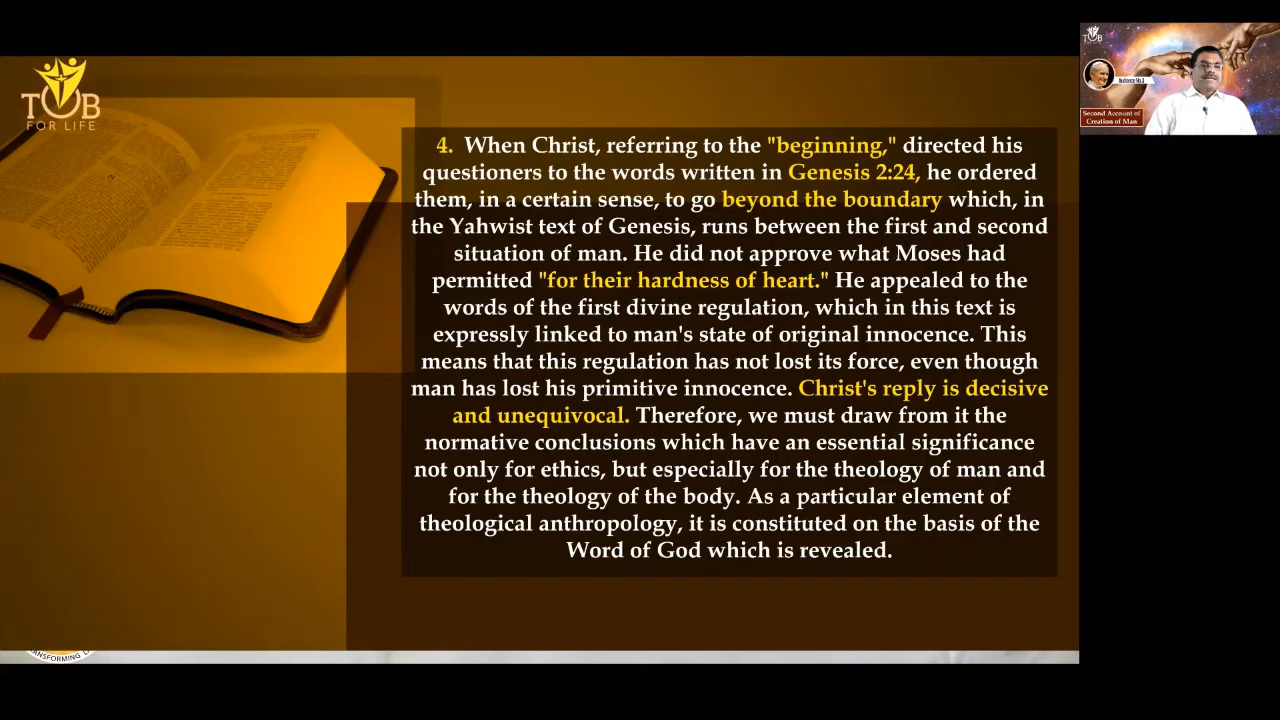 TOB
FOR LIFE
4. When Christ, referring to the "beginning," directed his
questioners to the words written in Genesis 2:24, he ordered
them, in a certain sense, to go beyond the boundary which, in
the Yahwist text of Genesis, runs between the first and second
situation of man. He did not approve what Moses had
permitted "for their hardness of heart." He appealed to the
words of the first divine regulation, which in this text is
expressly linked to man's state of original innocence. This
means that this regulation has not lost its force, even though
man has lost his primitive innocence. Christ's reply is decisive
and unequivocal. Therefore, we must draw from it the
normative conclusions which have an essential significance
not only for ethics, but especially for the theology of man and
for the theology of the body. As a particular element of
theological anthropology, it is constituted on the basis of the
Word of God which is revealed.
TOB
Audience No.3
Second Account of
Creation of Man